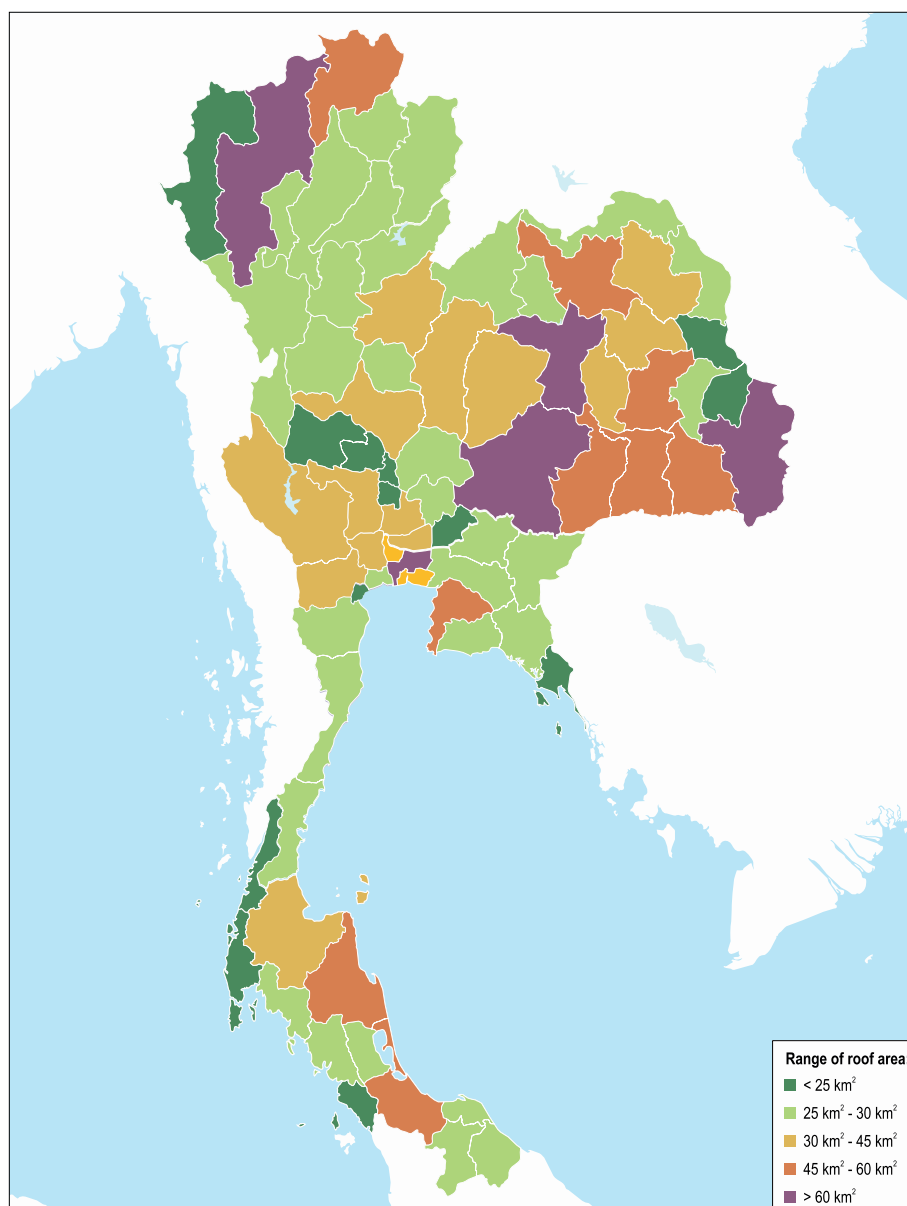 Range of roof area:
< 25 km²
25 km² - 30 km²
30 km² - 45 km²
45 km² - 60 km²
> 60 km²